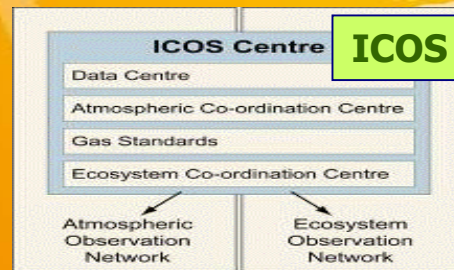 ICOS Centre
ICOS
Data Centre
Atmospheric Co-ordination Centre
Gas Standards
Ecosystem Co-ordination Centre
Atmospheric
Observation
Network
Ecosystem
Observation
Network